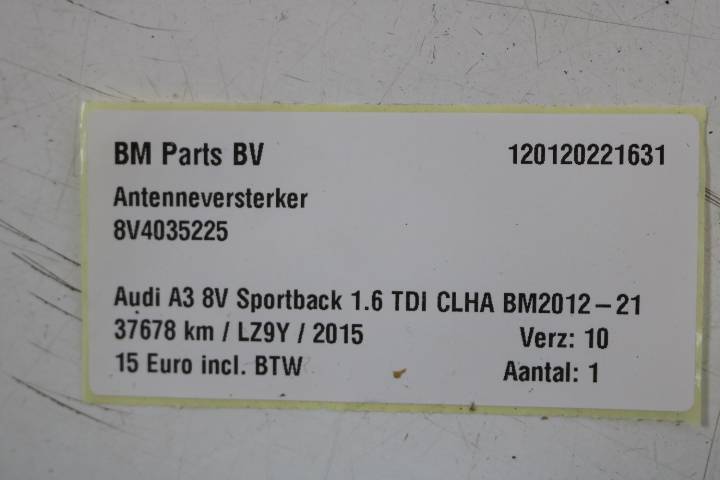 BM Parts BV 120120221631
Antenneversterker
8V4035225
Audi A3 8V Sportback 1.6 TDI CLHA BM2012-21
37678 km / LZ9Y / 2015 Verz: 10
15 Euro incl. BTW Aantal: 1